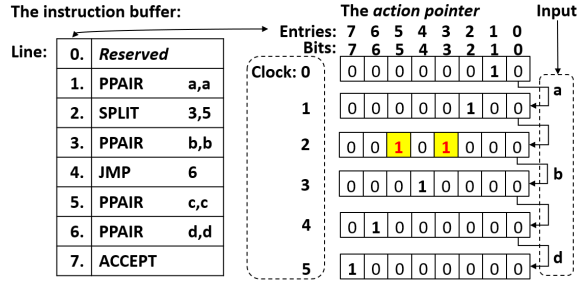 The instruction buffer:
The action pointer
Input
Entries: 7 6 5 4 3 2 1 0
Bits: 7 6 5 4 3 2 1 0
Line:
0. Reserved
1. PPAIR a,a
2. SPLIT 3,5
3. PPAIR b,b
4. JMP 6
5. PPAIR c,c
6. PPAIR d,d
7. ACCEPT
Clock: 0 0 0 0 0 0 0 1 0
a
1 0 0 0 0 0 1 0 0
2 0 0 1 0 1 0 0 0
b
3 0 0 0 1 0 0 0 0
4 0 1 0 0 0 0 0 0
d
5 1 0 0 0 0 0 0 0